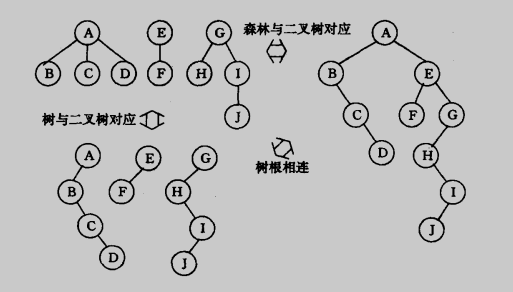 A E G 森林与二叉树对应 A
B C D F H I B E
J C F G
树与二叉树对应
D H
A E G 树根相连
B F H I
C I J
D J